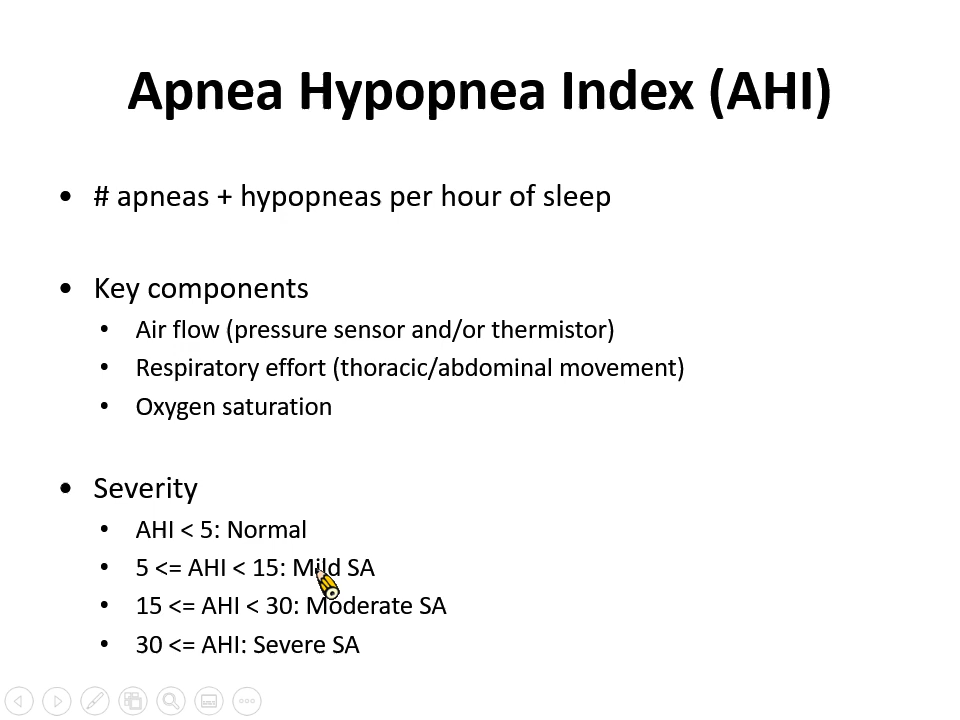 Apnea Hypopnea Index (AHI)
• # apneas + hypopneas per hour of sleep
• Key components
• Air flow (pressure sensor and/or thermistor)
• Respiratory effort (thoracic/abdominal movement)
• Oxygen saturation
• Severity
• AHI < 5: Normal
• 5 <= AHI < 15: Mild SA
• 15 <= AHI < 30: Moderate SA
• 30 <= AHI: Severe SA